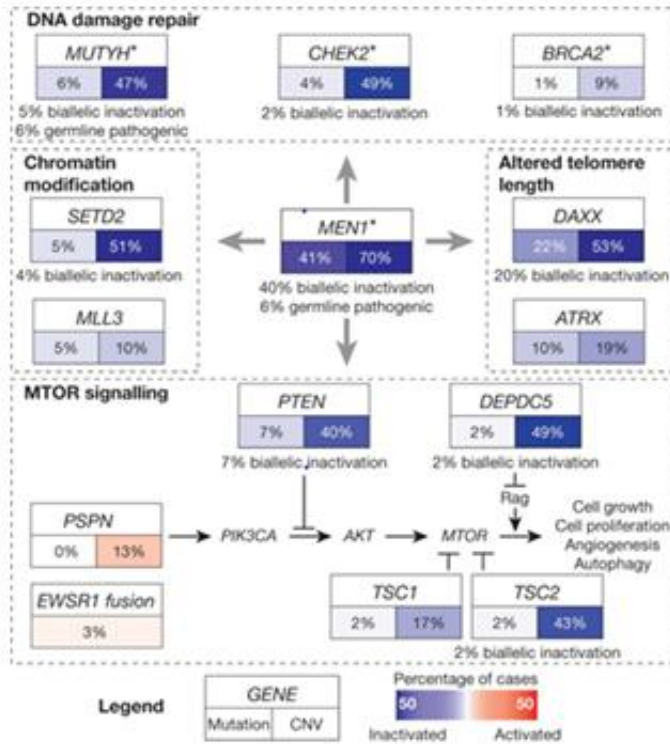 DNA damage repair
MUTYH*
6% 47%
5% biallelic inactivation
6% germline pathogenic
CHEK2*
4% 49%
2% biallelic inactivation
BRCA2*
1% 9%
1% biallelic inactivation
Chromatin
modification
SETD2
5% 51%
4% biallelic inactivation
MLL3
5% 10%
MEN1*
41% 70%
40% biallelic inactivation
6% germline pathogenic
Altered telomere
length
DAXX
22% 53%
20% biallelic inactivation
ATRX
10% 19%
MTOR signalling
PTEN
7% 40%
7% biallelic inactivation
DEPDC5
2% 49%
2% biallelic inactivation
Rag
PSPN
0% 13%
PIK3CA AKT MTOR
Cell growth
Cell proliferation
Angiogenesis
Autophagy
EWSR1 fusion
3%
TSC1
2% 17%
TSC2
2% 43%
2% biallelic inactivation
Legend
GENE
Mutation CNV
Percentage of cases
50 50
Inactivated Activated